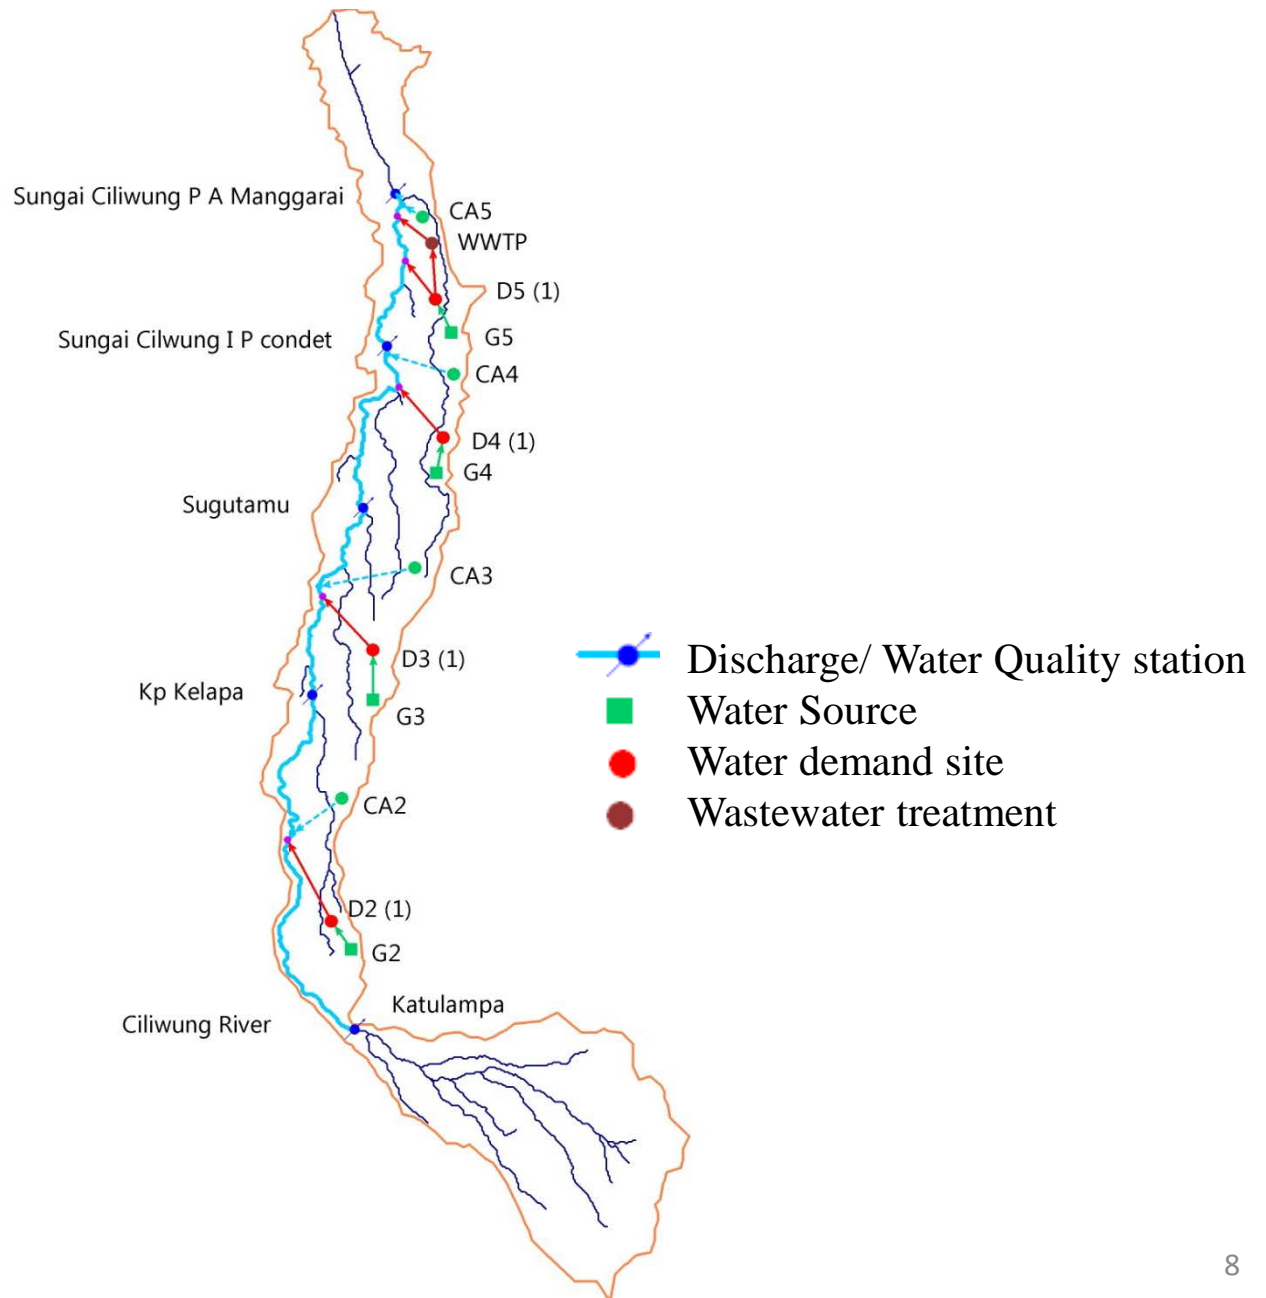 Sungai Ciliwung P A Manggarai
CA5
WWTP
D5 (1)
G5
Sungai Cilwung I P condet
CA4
D4 (1)
G4
Sugutamu
CA3
D3 (1)
Kp Kelapa
G3
CA2
D2 (1)
G2
Katulampa
Ciliwung River
Discharge/ Water Quality station
Water Source
Water demand site
Wastewater treatment
8